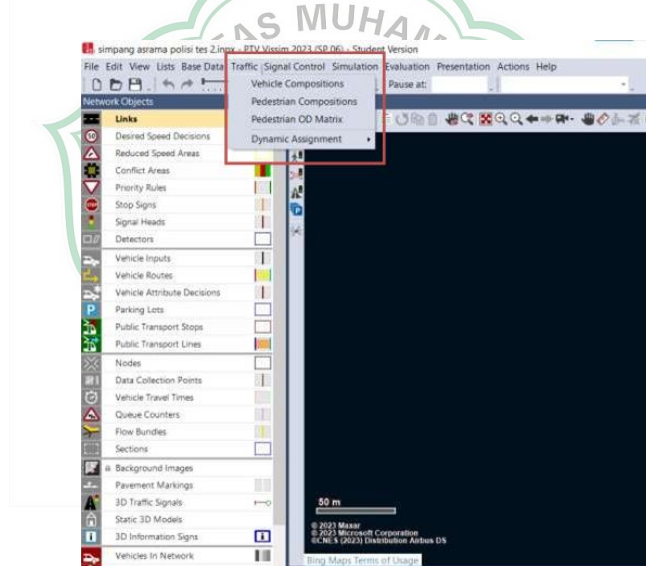 AS MUHA
simpang asrama polisi tes 2.inpx - PTV Vissim 2023 (SP 06) - Student Version
File Edit View Lists Base Data Traffic Signal Control Simulation Evaluation Presentation Actions Help
Vehicle Compositions
Pause at:
Pedestrian Compositions
Network Objects
Pedestrian OD Matrix
Links
Dynamic Assignment
Desired Speed Decisions
Reduced Speed Areas
Conflict Areas
Priority Rules
Stop Signs
Signal Heads
Detectors
Vehicle Inputs
Vehicle Routes
Vehicle Attribute Decisions
Parking Lots
Public Transport Stops
Public Transport Lines
Nodes
Data Collection Points
Vehicle Travel Times
Queue Counters
Flow Bundles
Sections
Background Images
Pavement Markings
3D Traffic Signals
Static 3D Models
3D Information Signs
Vehicles In Network
50 m
© 2023 Maxar
© 2023 Microsoft Corporation
©CNES (2023) Distribution Airbus DS
Bing Maps Terms of Usage